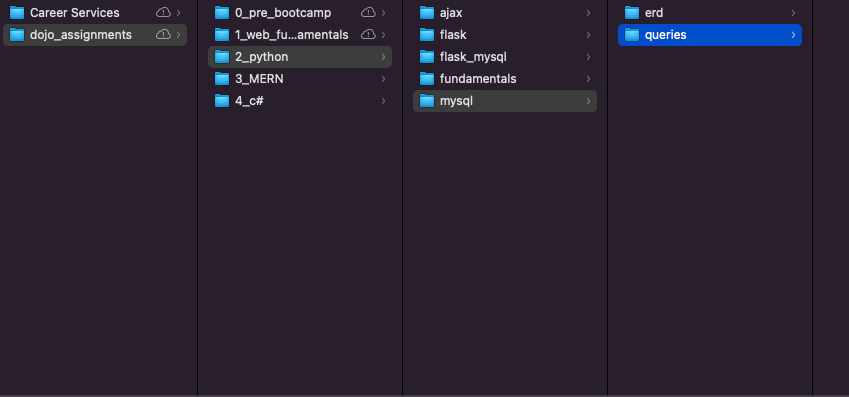 Career Services
dojo_assignments
0_pre_bootcamp
1_web_fu...amentals
2_python
3_MERN
4_c#
ajax
flask
flask_mysql
fundamentals
mysql
erd
queries